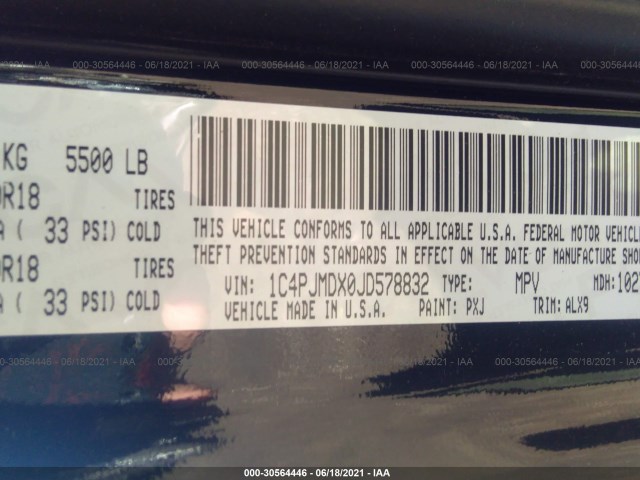 000-30564446 - 06/18/2021 - IAA
KG 5500 LB
R18 TIRES
( 33 PSI) COLD
R18 TIRES
( 33 PSI) COLD
THIS VEHICLE CONFORMS TO ALL APPLICABLE U.S.A. FEDERAL MOTOR VEHICLE
THEFT PREVENTION STANDARDS IN EFFECT ON THE DATE OF MANUFACTURE SHO
VIN: 1C4PJMDX0JD578832 TYPE: MPV MDH: 102
VEHICLE MADE IN U.S.A. PAINT: PXJ TRIM: ALX9
000-30564446 - 06/18/2021 - IAA